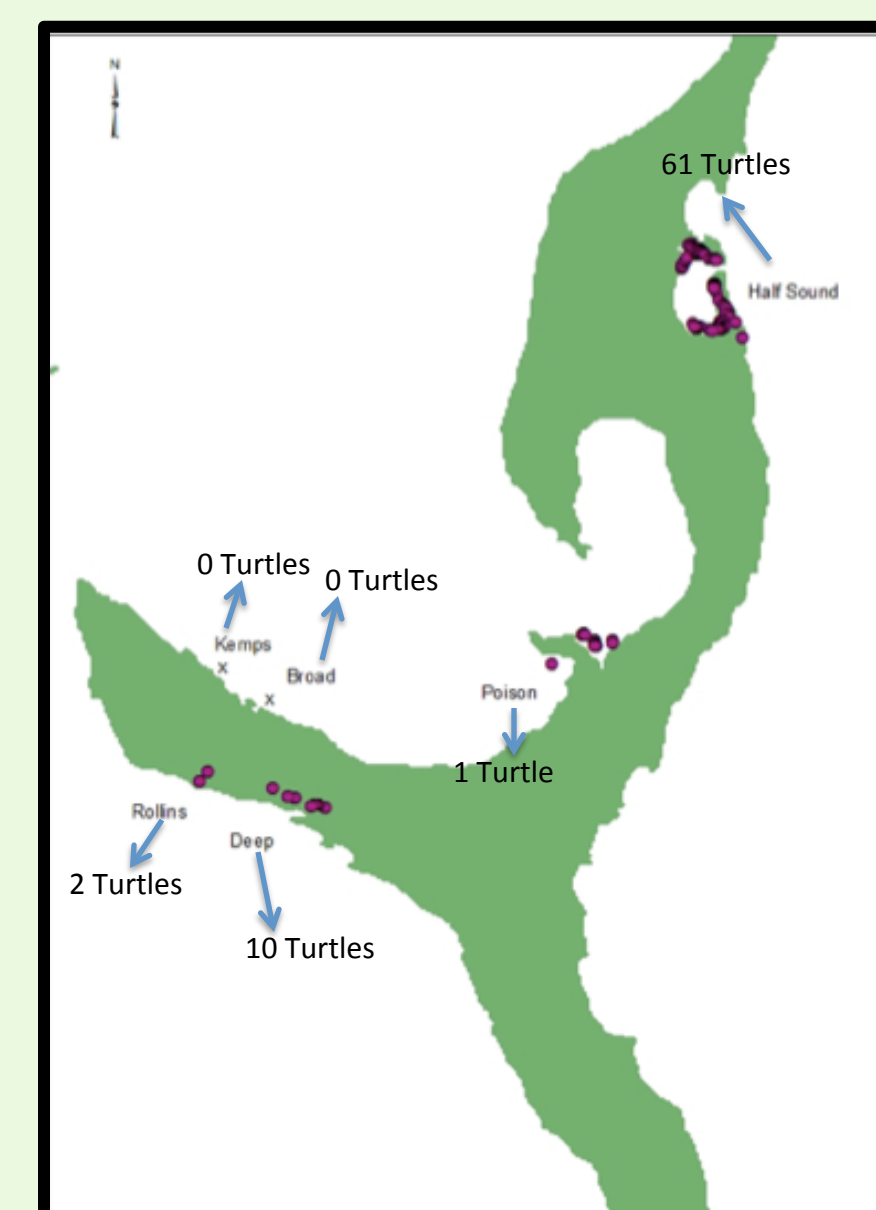 N
61 Turtles
Half Sound
0 Turtles
0 Turtles
Kemps
x
Broad
x
Poison
1 Turtle
Rollins
Deep
2 Turtles
10 Turtles